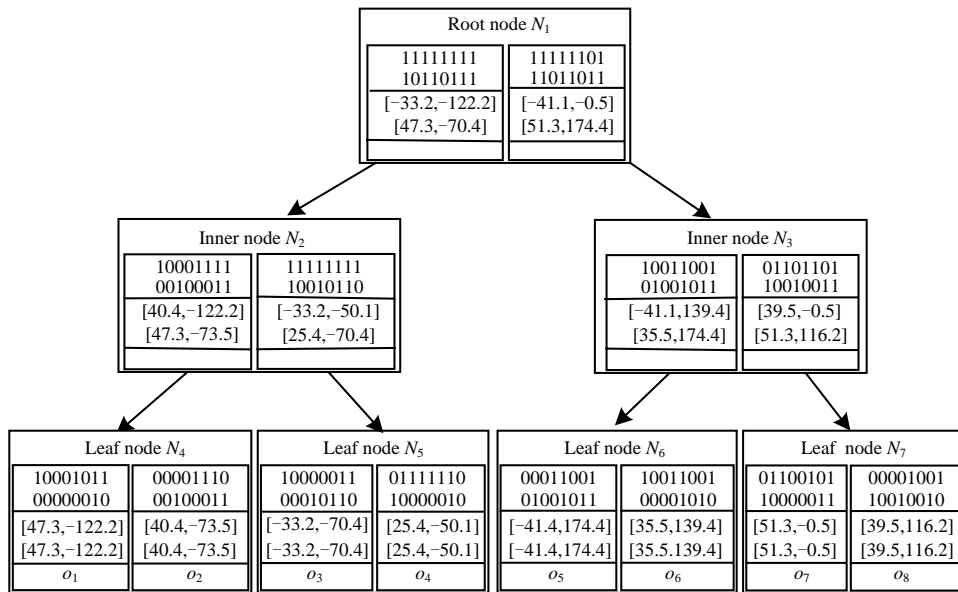 Root node N1
11111111 11111101
10110111 11011011
[−33.2,−122.2] [−41.1,−0.5]
[47.3,−70.4] [51.3,174.4]
Inner node N2
10001111 11111111
00100011 10010110
[40.4,−122.2] [−33.2,−50.1]
[47.3,−73.5] [25.4,−70.4]
Inner node N3
10011001 01101101
01001011 10010011
[−41.1,139.4] [39.5,−0.5]
[35.5,174.4] [51.3,116.2]
Leaf node N4
10001011 00001110
00000010 00100011
[47.3,−122.2] [40.4,−73.5]
[47.3,−122.2] [40.4,−73.5]
o1 o2
Leaf node N5
10000011 01111110
00010110 10000010
[−33.2,−70.4] [25.4,−50.1]
[−33.2,−70.4] [25.4,−50.1]
o3 o4
Leaf node N6
00011001 10011001
01001011 00001010
[−41.4,174.4] [35.5,139.4]
[−41.4,174.4] [35.5.139.4]
o5 o6
Leaf node N7
01100101 00001001
10000011 10010010
[51.3,−0.5] [39.5,116.2]
[51.3,−0.5] [39.5,116.2]
o7 o8